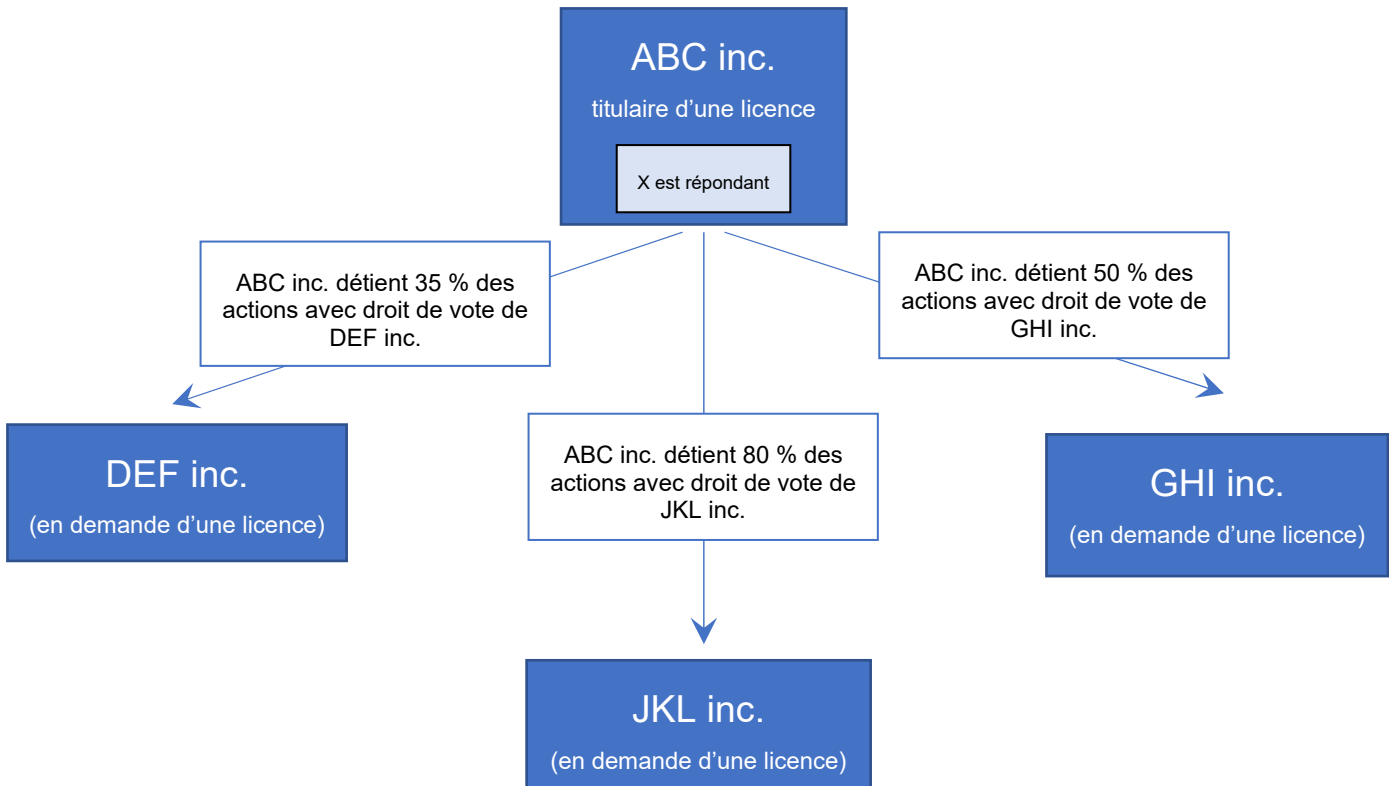 ABC inc.
titulaire d’une licence
X est répondant
ABC inc. détient 35 % des
actions avec droit de vote de
DEF inc.
ABC inc. détient 50 % des
actions avec droit de vote de
GHI inc.
ABC inc. détient 80 % des
actions avec droit de vote de
JKL inc.
DEF inc.
(en demande d’une licence)
GHI inc.
(en demande d’une licence)
JKL inc.
(en demande d’une licence)